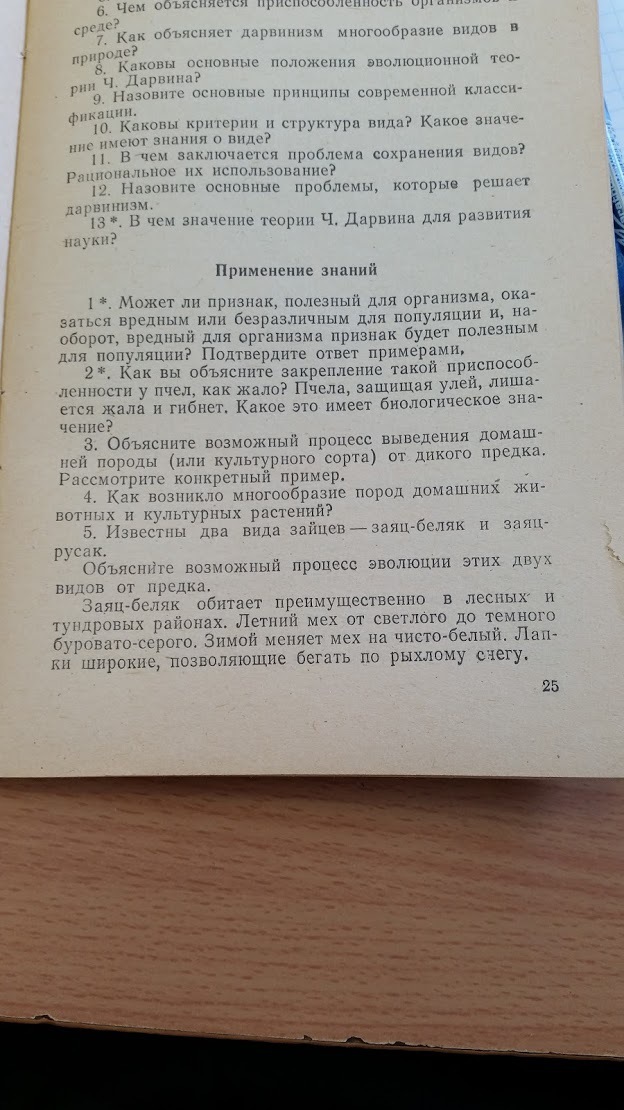 6. Чем объясняется приспособленность организмов к
среде?
7. Как объясняет дарвинизм многообразие видов в
природе?
8. Каковы основные положения эволюционной тео-
рии Ч. Дарвина?
9. Назовите основные принципы современной класси-
фикации.
10. Каковы критерии и структура вида? Какое значе-
ние имеют знания о виде?
11. В чем заключается проблема сохранения видов?
Рациональное их использование?
12. Назовите основные проблемы, которые решает
дарвинизм.
13*. В чем значение теории Ч. Дарвина для развития
науки?
Применение знаний
1*. Может ли признак, полезный для организма, ока-
заться вредным или безразличным для популяции и, на-
оборот, вредный для организма признак будет полезным
для популяции? Подтвердите ответ примерами.
2*. Как вы объясните закрепление такой приспособ-
ленности у пчел, как жало? Пчела, защищая улей, лиша-
ется жала и гибнет. Какое это имеет биологическое зна-
чение?
3. Объясните возможный процесс выведения домаш-
ней породы (или культурного сорта) от дикого предка.
Рассмотрите конкретный пример.
4. Как возникло многообразие пород домашних жи-
вотных и культурных растений?
5. Известны два вида зайцев — заяц-беляк и заяц-
русак.
Объясните возможный процесс эволюции этих двух
видов от предка.
Заяц-беляк обитает преимущественно в лесных и
тундровых районах. Летний мех от светлого до темного
буровато-серого. Зимой меняет мех на чисто-белый. Лап-
ки широкие, позволяющие бегать по рыхлому снегу.
25